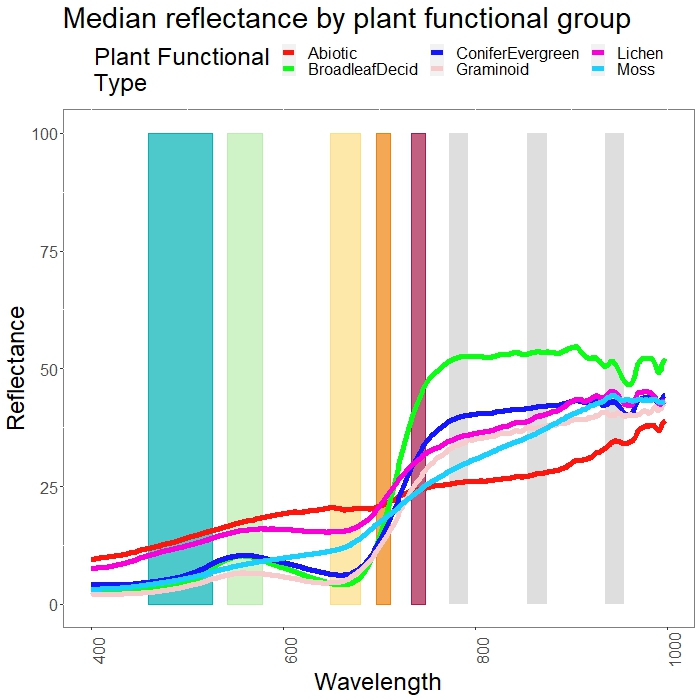 Median reflectance by plant functional group
Plant Functional
Type
Abiotic
BroadleafDecid
ConiferEvergreen
Graminoid
Lichen
Moss
100
75
50
25
0
Reflectance
400
600
800
1000
Wavelength